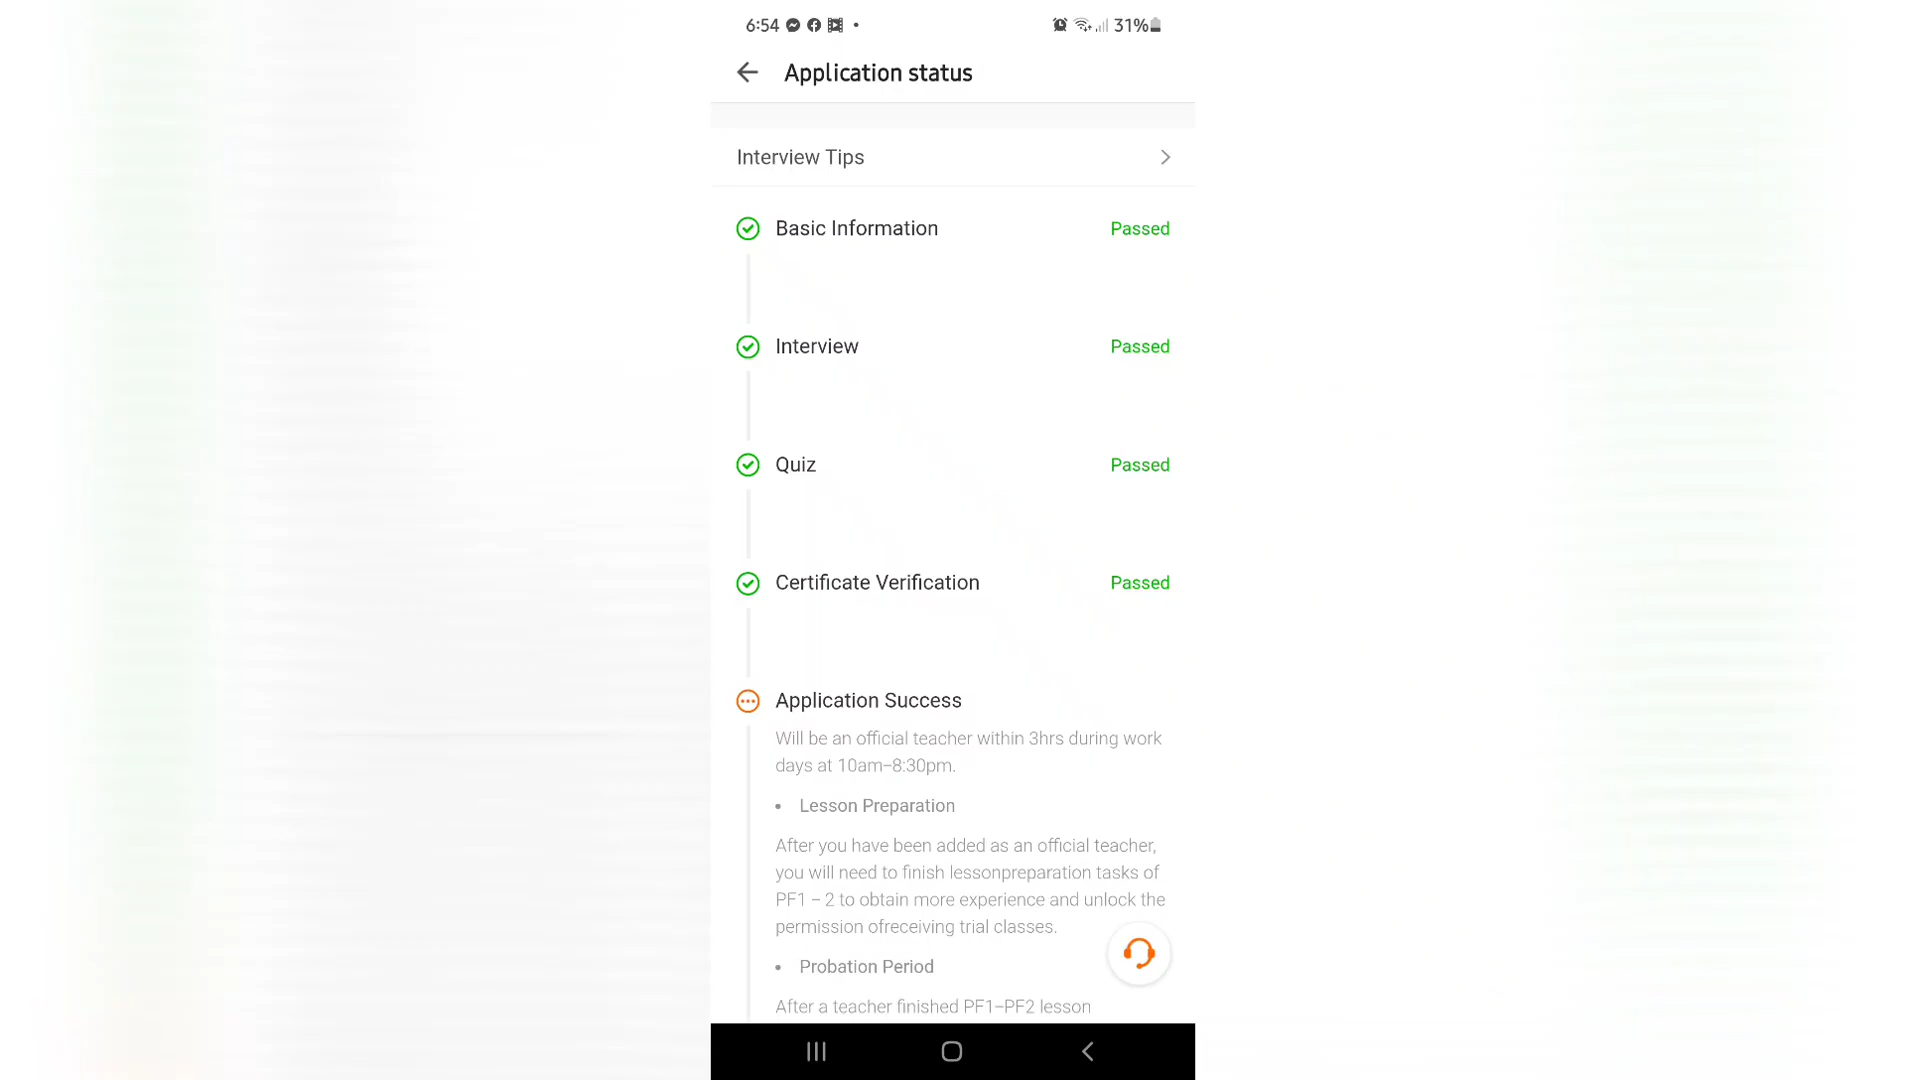 6:54
31%
Application status
Interview Tips
Basic Information Passed
Interview Passed
Quiz Passed
Certificate Verification Passed
Application Success
Will be an official teacher within 3hrs during work
days at 10am–8:30pm.
• Lesson Preparation
After you have been added as an official teacher,
you will need to finish lessonpreparation tasks of
PF1 – 2 to obtain more experience and unlock the
permission ofreceiving trial classes.
• Probation Period
After a teacher finished PF1–PF2 lesson